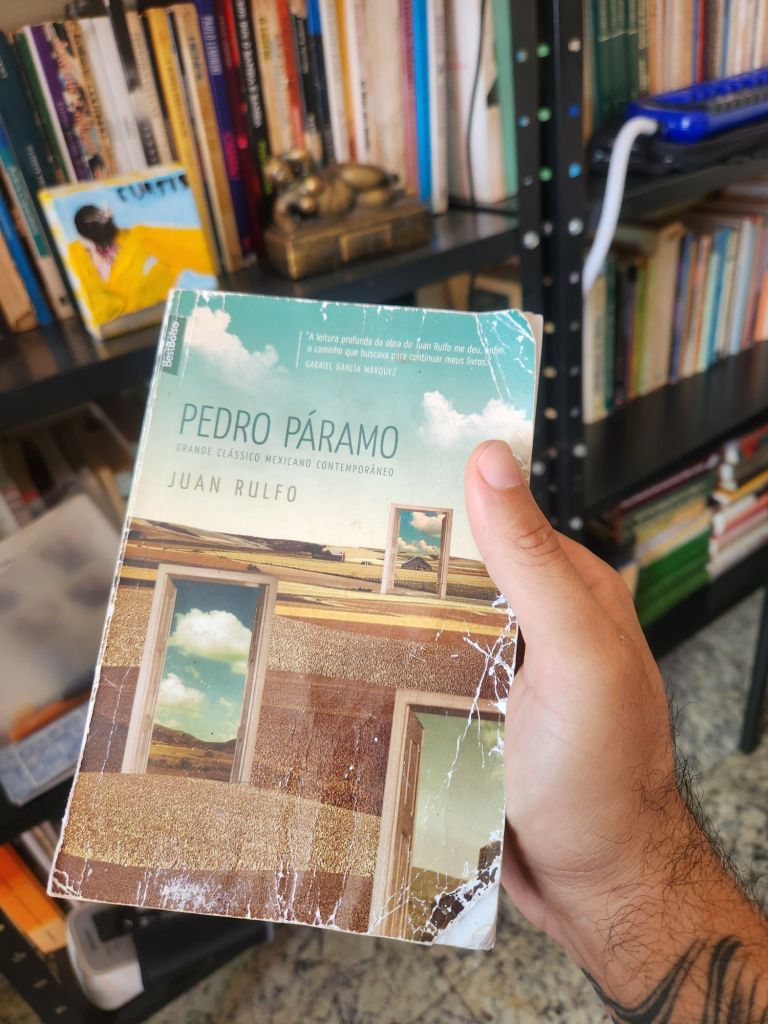 CURTIS
BestBolso
"A leitura profunda da obra de Juan Rulfo me deu, enfim,
o caminho que buscava para continuar meus livros."
GABRIEL GARCÍA MÁRQUEZ
PEDRO PÁRAMO
GRANDE CLÁSSICO MEXICANO CONTEMPORÂNEO
JUAN RULFO